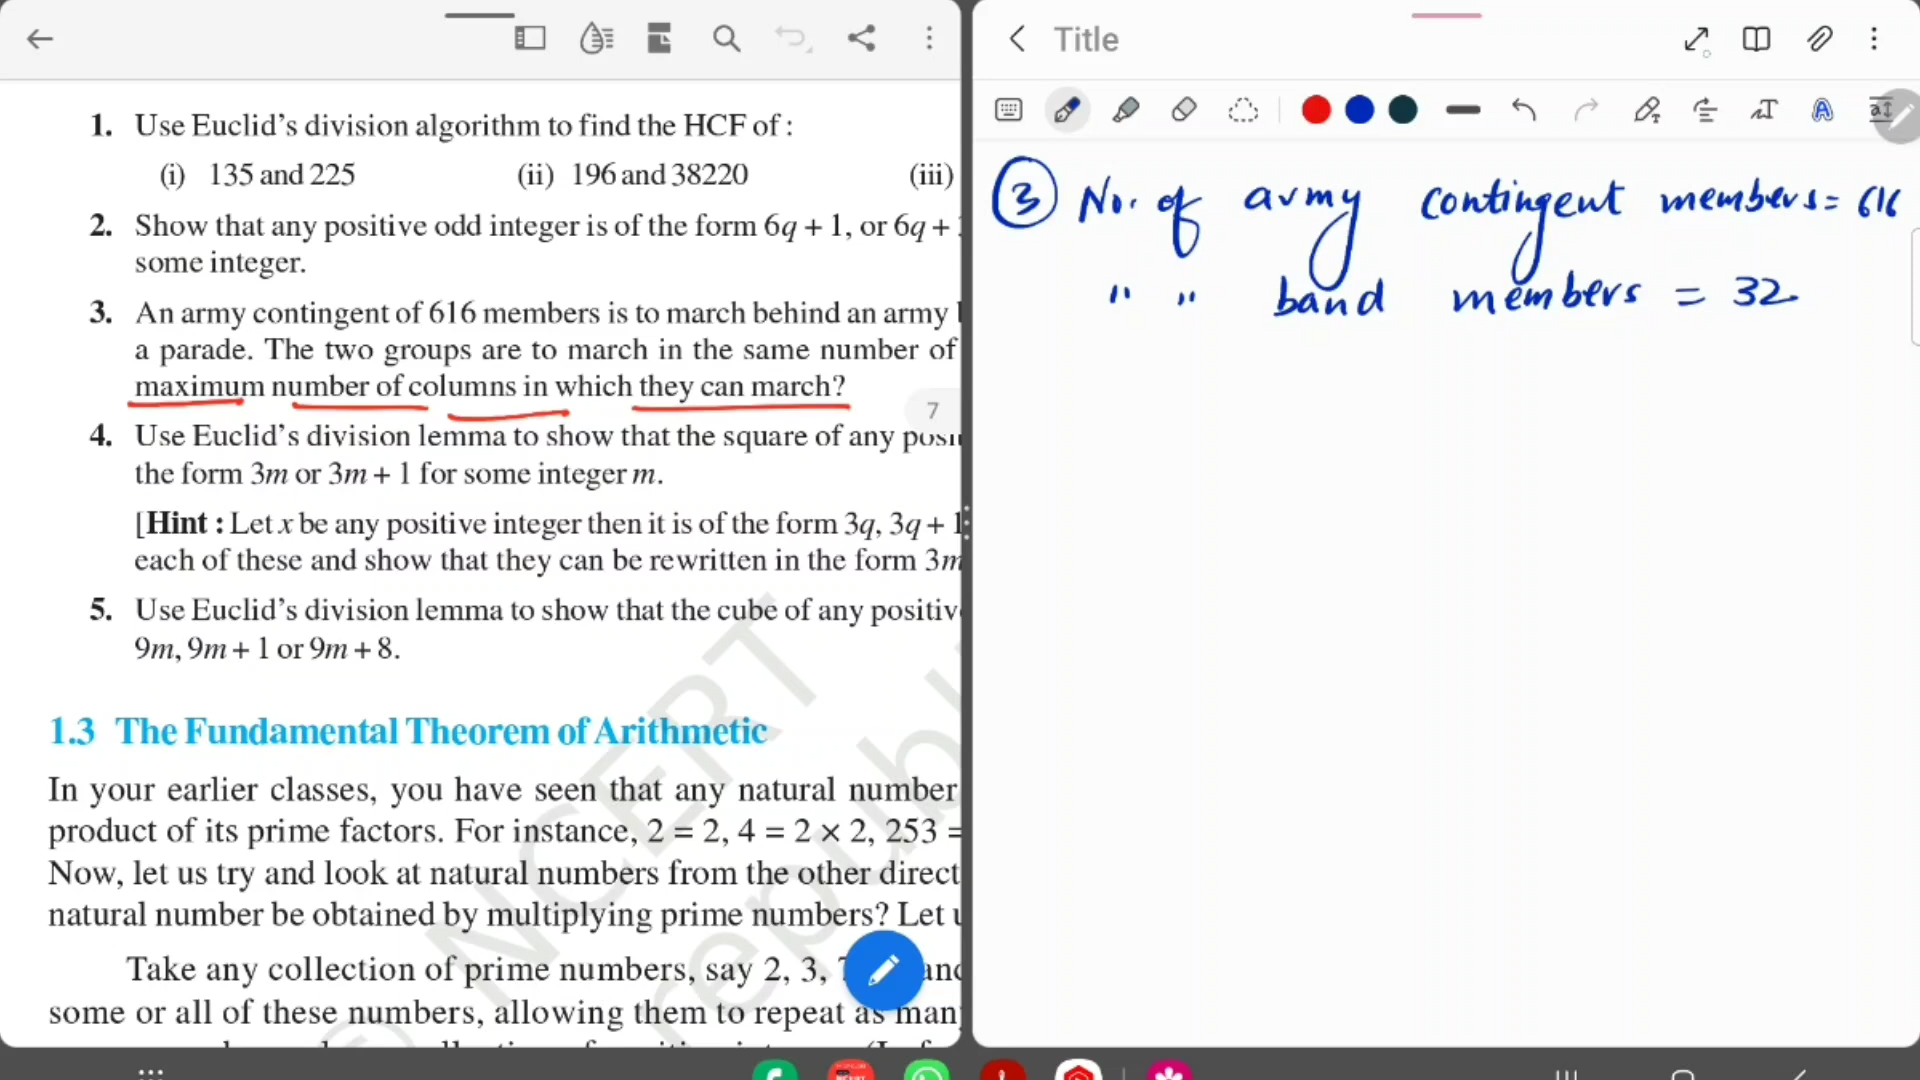 1. Use Euclid's division algorithm to find the HCF of :
(i) 135 and 225 (ii) 196 and 38220 (iii)
2. Show that any positive odd integer is of the form 6q + 1, or 6q +
some integer.
3. An army contingent of 616 members is to march behind an army
a parade. The two groups are to march in the same number of
maximum number of columns in which they can march?
7
4. Use Euclid's division lemma to show that the square of any posi
the form 3m or 3m + 1 for some integer m.
[Hint : Let x be any positive integer then it is of the form 3q, 3q + 1
each of these and show that they can be rewritten in the form 3m
5. Use Euclid's division lemma to show that the cube of any positiv
9m, 9m + 1 or 9m + 8.
1.3 The Fundamental Theorem of Arithmetic
In your earlier classes, you have seen that any natural number
product of its prime factors. For instance, 2 = 2, 4 = 2 × 2, 253 =
Now, let us try and look at natural numbers from the other direct
natural number be obtained by multiplying prime numbers? Let
Take any collection of prime numbers, say 2, 3,
some or all of these numbers, allowing them to repeat as man
© NCERT
republ
Title
3 No. of army contingent members = 616
" " band members = 32